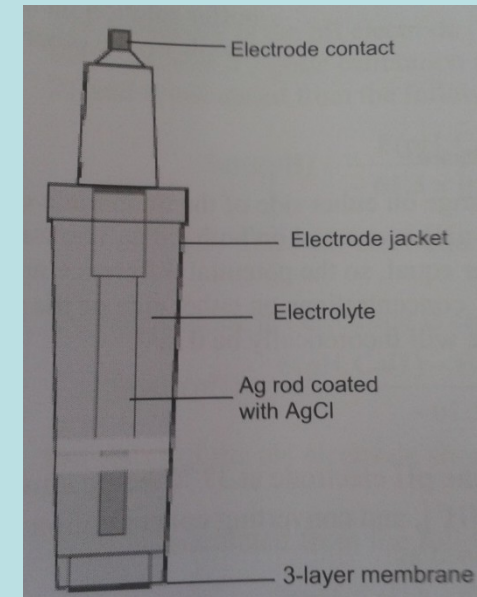 Electrode contact
Electrode jacket
Electrolyte
Ag rod coated
with AgCl
3-layer membrane